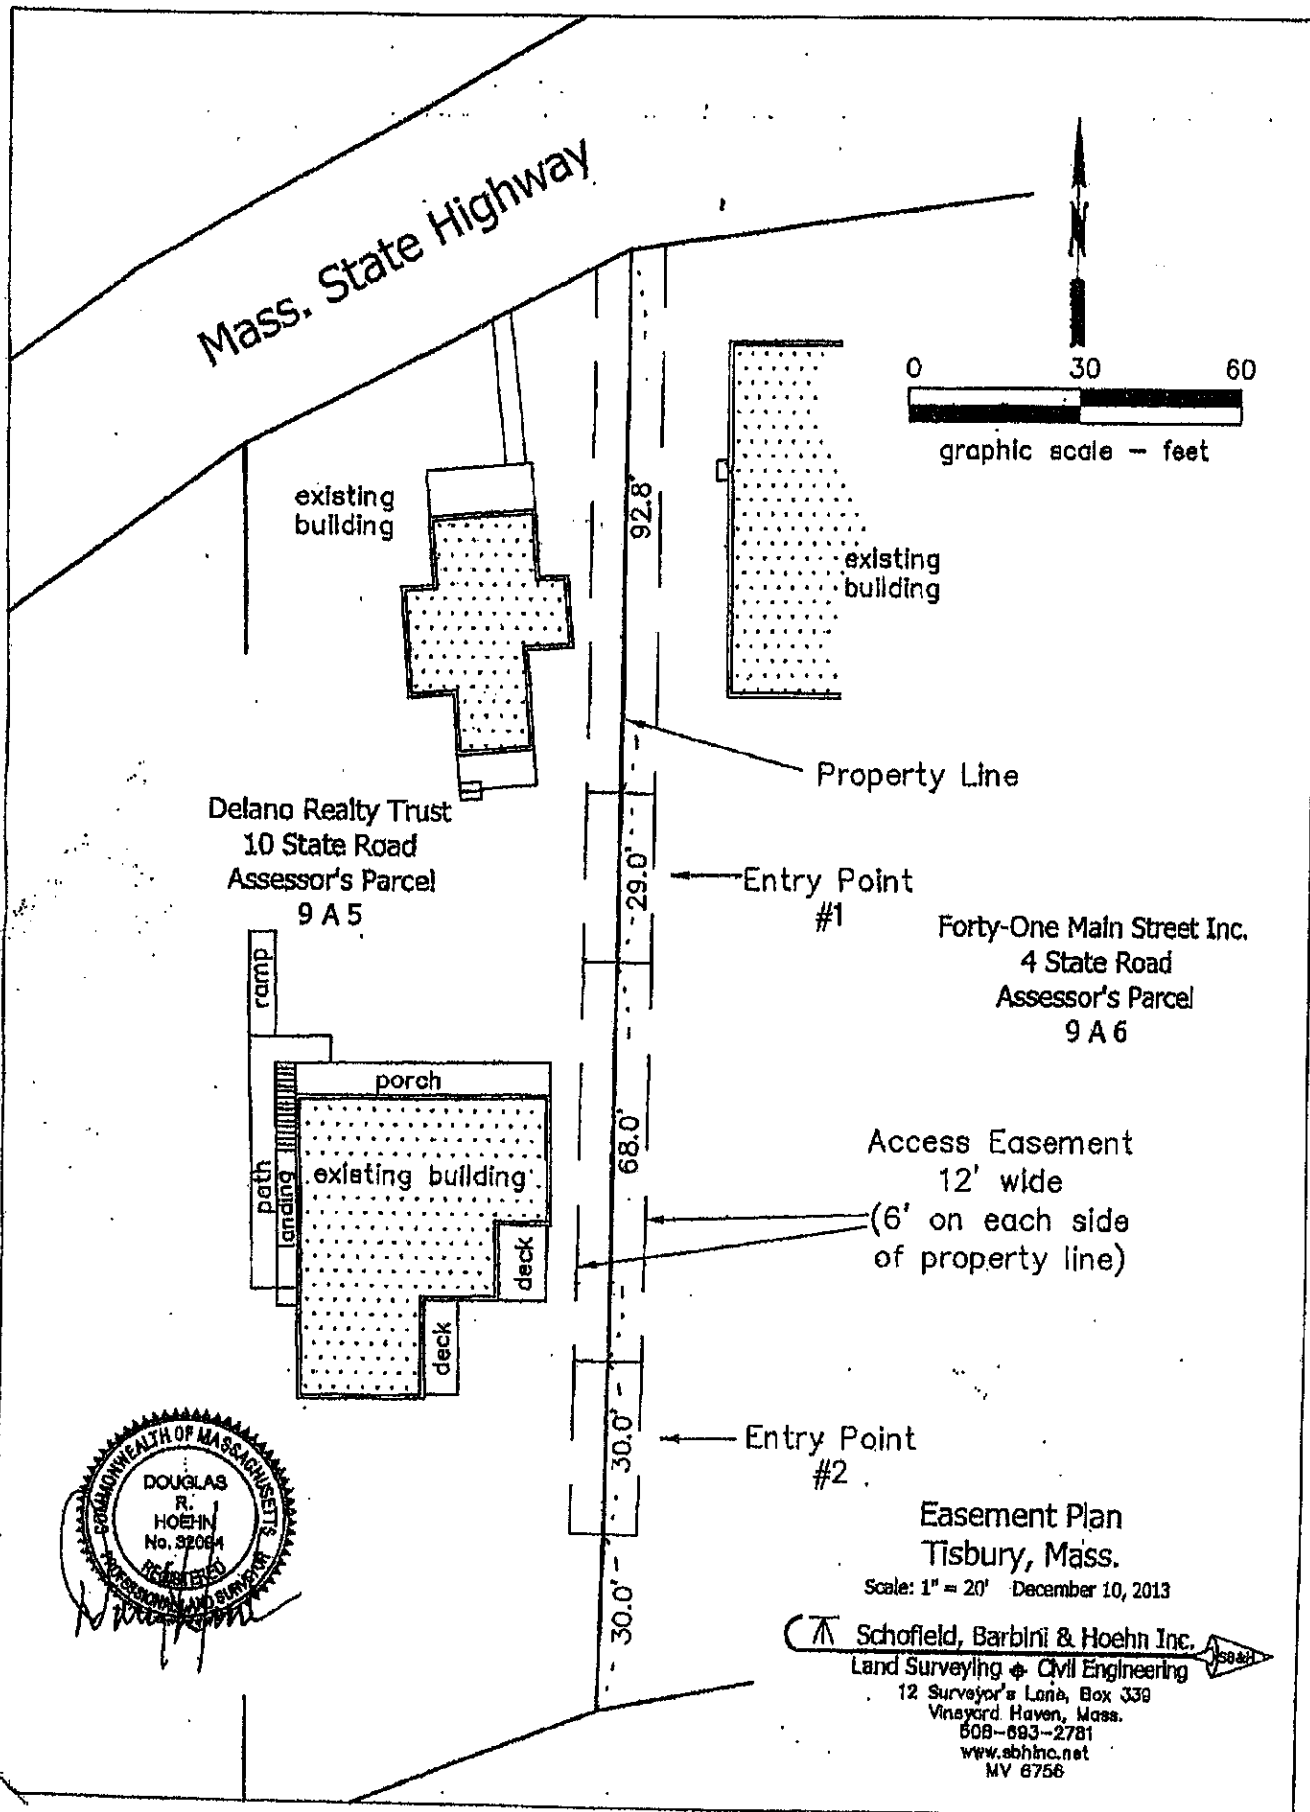 Mass. State Highway
N
0 30 60
graphic scale - feet
existing
building
92.8'
existing
building
Property Line
Delano Realty Trust
10 State Road
Assessor's Parcel
9 A 5
29.0'
Entry Point
#1
Forty-One Main Street Inc.
4 State Road
Assessor's Parcel
9 A 6
ramp
porch
path
landing
existing building
deck
deck
68.0'
Access Easement
12' wide
(6' on each side
of property line)
30.0'
Entry Point
#2
COMMONWEALTH OF MASSACHUSETTS
DOUGLAS
R.
HOEHN
No. 32084
REGISTERED
PROFESSIONAL LAND SURVEYOR
30.0'
Easement Plan
Tisbury, Mass.
Scale: 1" = 20' December 10, 2013
Schofield, Barbini & Hoehn Inc.
SB&H
Land Surveying Civil Engineering
12 Surveyor's Lane, Box 339
Vineyard Haven, Mass.
508-693-2781
www.sbhinc.net
MV 6756